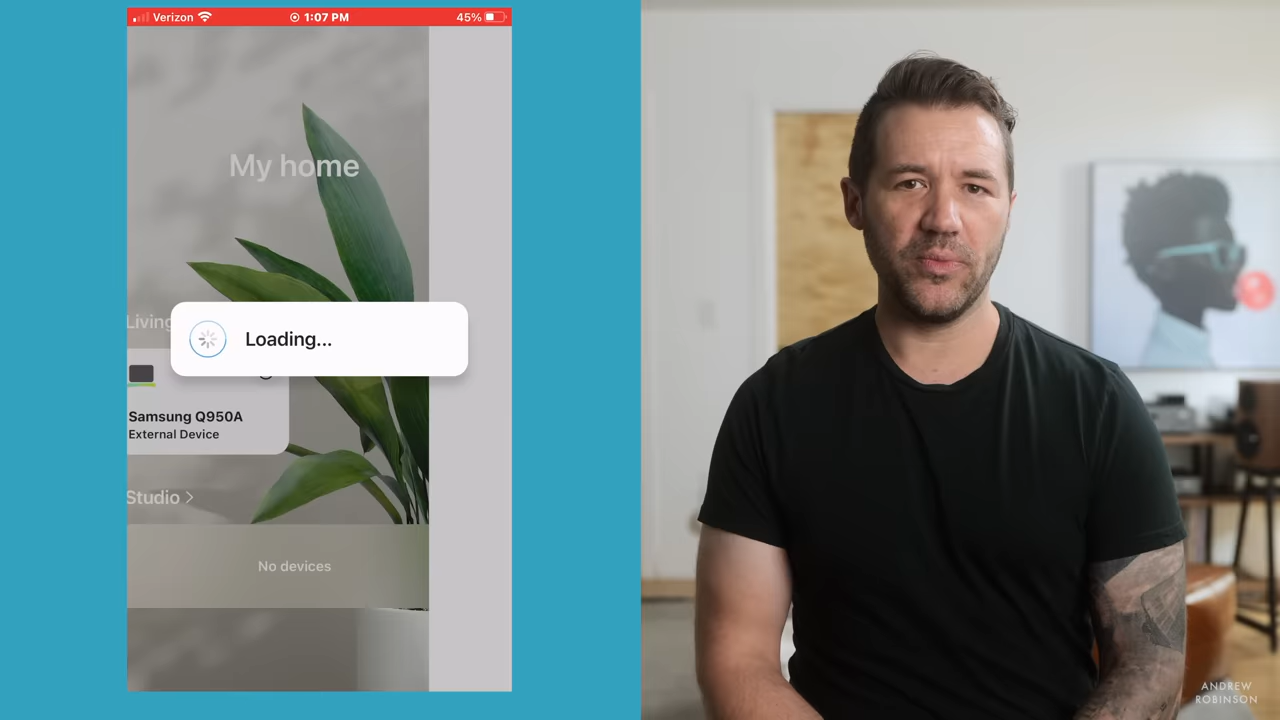 Verizon
1:07 PM
45%
My home
Living
Loading...
Samsung Q950A
External Device
Studio
No devices
ANDREW
ROBINSON